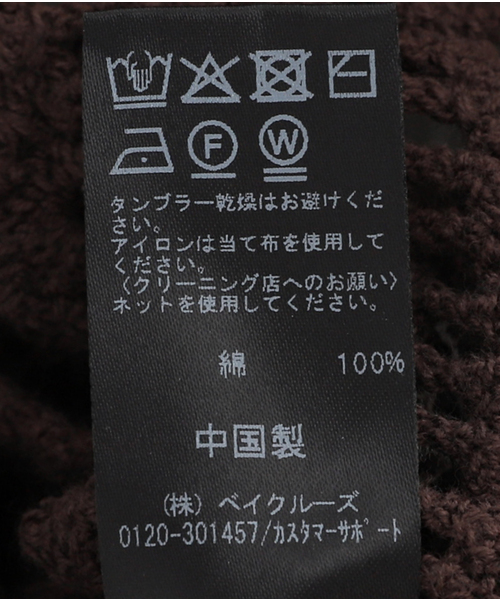 F W
タンブラー乾燥はお避けくだ
さい。
アイロンは当て布を使用して
ください。
〈クリーニング店へのお願い〉
ネットを使用してください。
綿 100%
中国製
(株) ベイクルーズ
0120-301457/カスタマーサポート